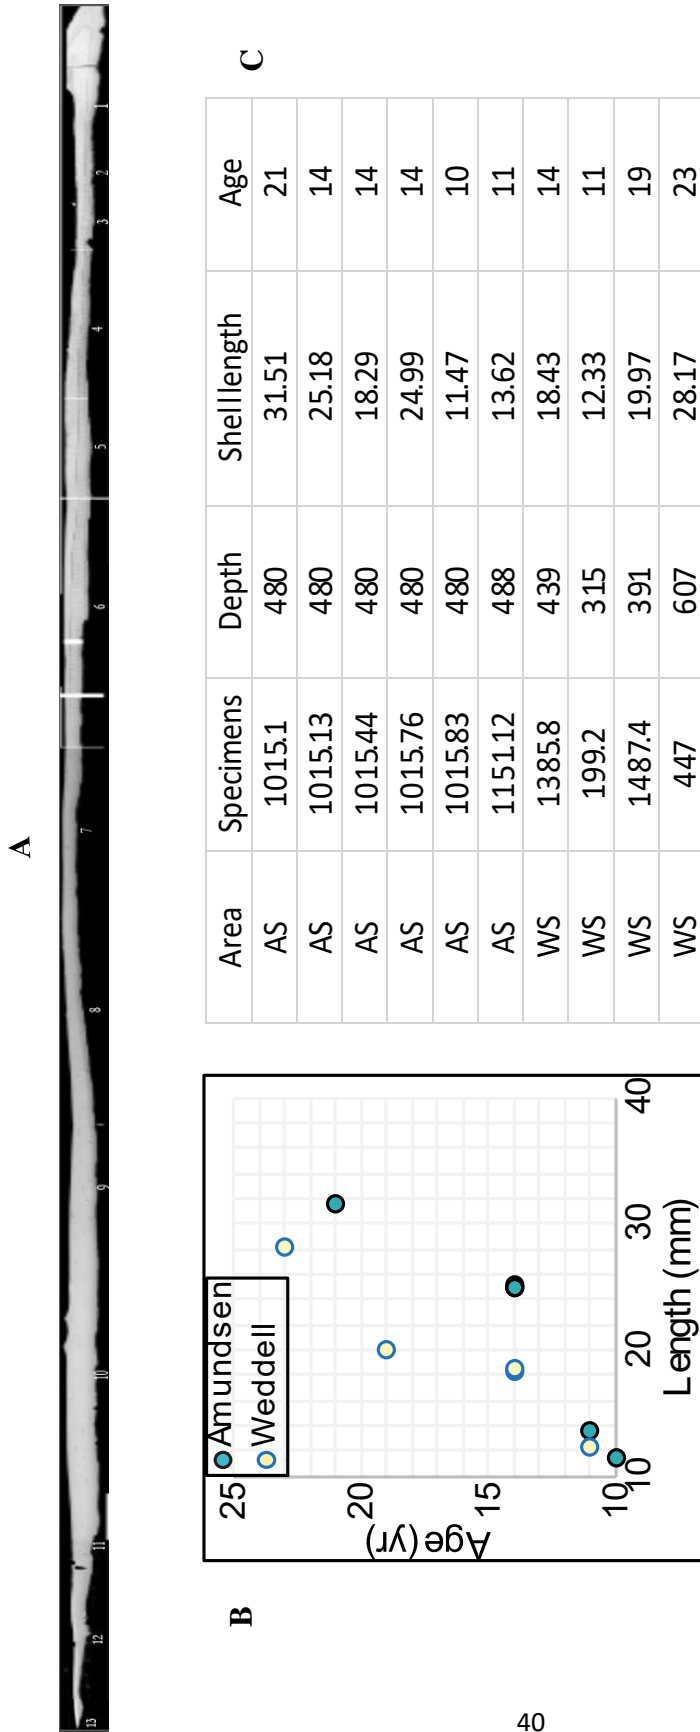 A
13 12 11 10 9 8 7 6 5 4 3 2 1
B
25
20
15
10
Age (yr)
Amundsen
Weddell
10 20 30 40
Length (mm)
C
Area Specimens Depth Shell length Age
AS 1015.1 480 31.51 21
AS 1015.13 480 25.18 14
AS 1015.44 480 18.29 14
AS 1015.76 480 24.99 14
AS 1015.83 480 11.47 10
AS 1151.12 488 13.62 11
WS 1385.8 439 18.43 14
WS 199.2 315 12.33 11
WS 1487.4 391 19.97 19
WS 447 607 28.17 23
40